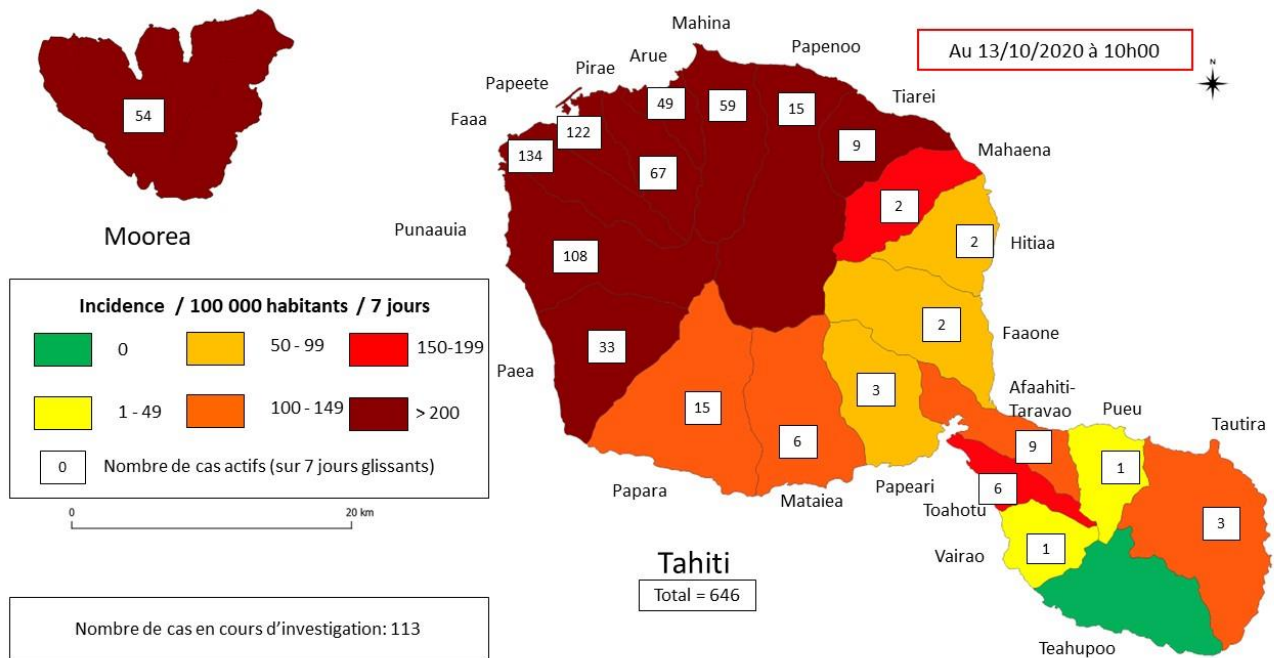 Au 13/10/2020 à 10h00
N
Mahina
Papenoo
Arue
Pirae
Papeete
Tiarei
Faaa
54
49
59
15
122
134
9
67
Mahaena
2
Moorea
Punaauia
2
Hitiaa
108
Incidence / 100 000 habitants / 7 jours
0
50 - 99
150-199
1 - 49
100 - 149
> 200
0
Nombre de cas actifs (sur 7 jours glissants)
0
20 km
2
Faaone
33
Paea
3
Afaahiti-
Taravao
Pueu
Tautira
15
6
9
1
Papara
Mataiea
Papeari
6
Toahotu
3
Vairao
1
Tahiti
Total = 646
Nombre de cas en cours d’investigation: 113
Teahupoo